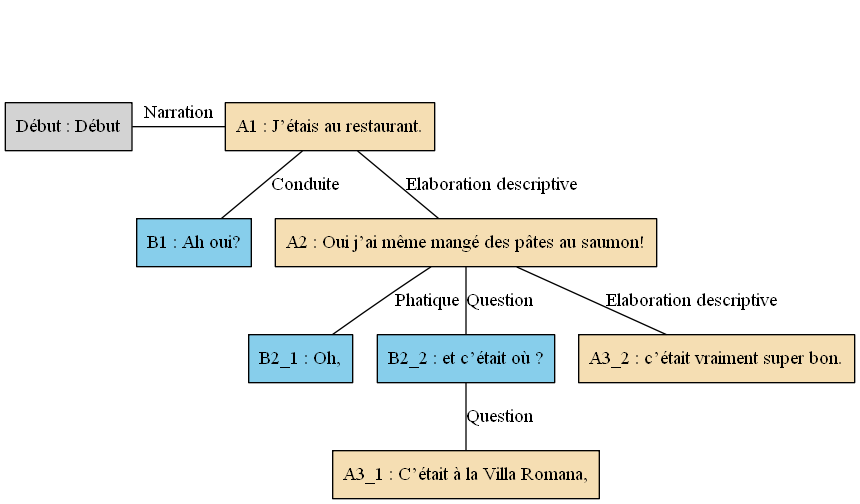 Narration
Début : Début
A1 : J’étais au restaurant.
Conduite
Elaboration descriptive
B1 : Ah oui?
A2 : Oui j’ai même mangé des pâtes au saumon!
Phatique
Question
Elaboration descriptive
B2_1 : Oh,
B2_2 : et c’était où ?
A3_2 : c’était vraiment super bon.
Question
A3_1 : C’était à la Villa Romana,